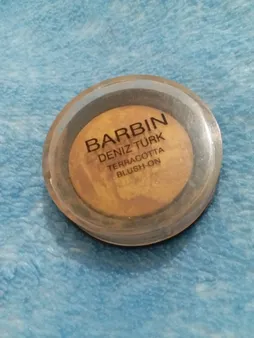 BARBIN
DENIZ TURK
TERRACOTTA
BLUSH-ON